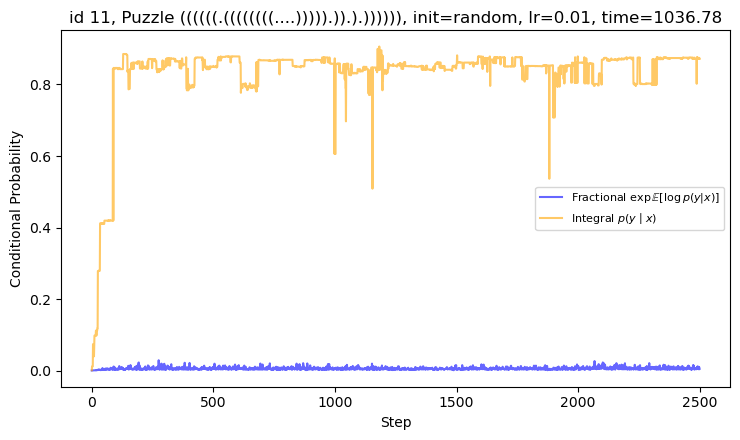 id 11, Puzzle ((((((.((((((((....))))).)).).)))))), init=random, lr=0.01, time=1036.78
Conditional Probability
0.8
0.6
0.4
0.2
0.0
Fractional exp𝔼[log p(y|x)]
Integral p(y | x)
0 500 1000 1500 2000 2500
Step